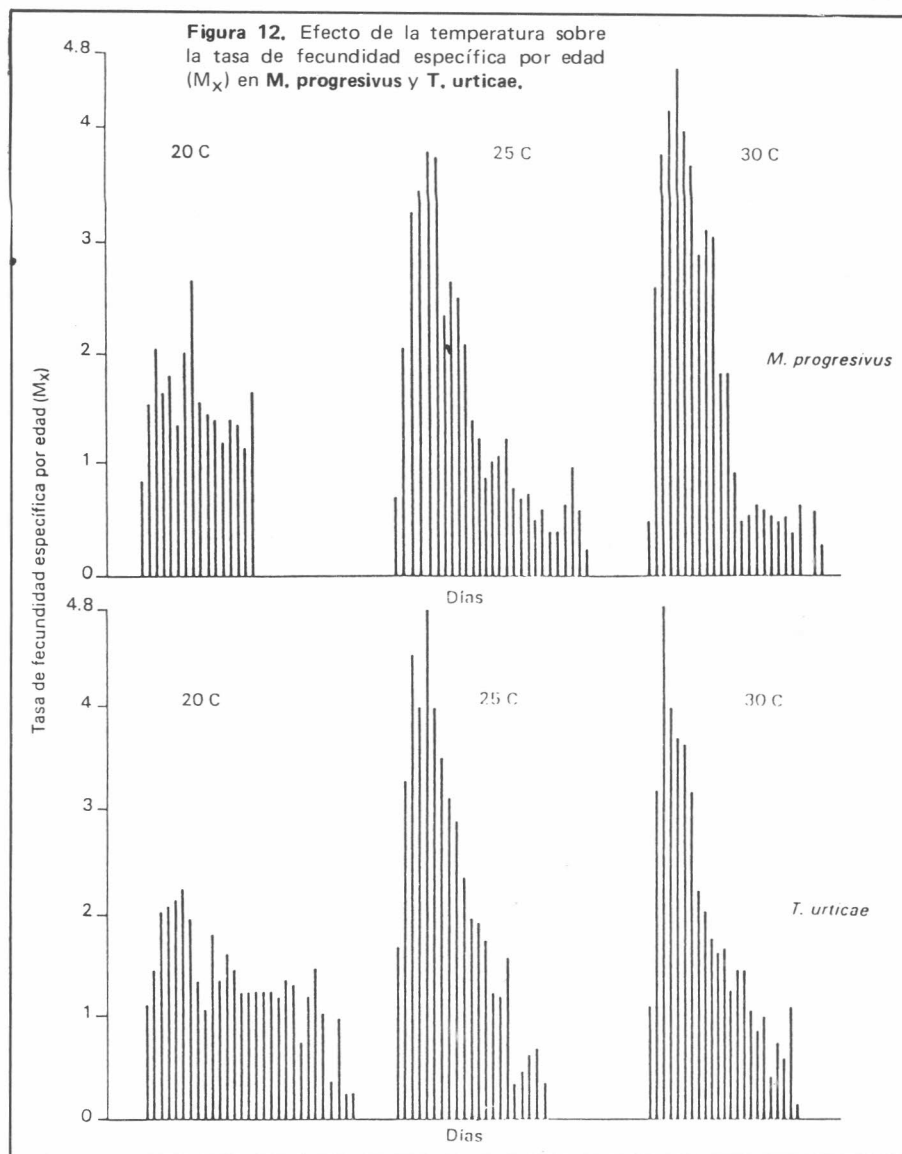 Figura 12. Efecto de la temperatura sobre
la tasa de fecundidad específica por edad
(Mx) en M. progresivus y T. urticae.
4.8
4
3
2
1
0
20 C
25 C
30 C
M. progresivus
Días
Tasa de fecundidad específica por edad (Mx)
4.8
4
3
2
1
0
20 C
25 C
30 C
T. urticae
Días